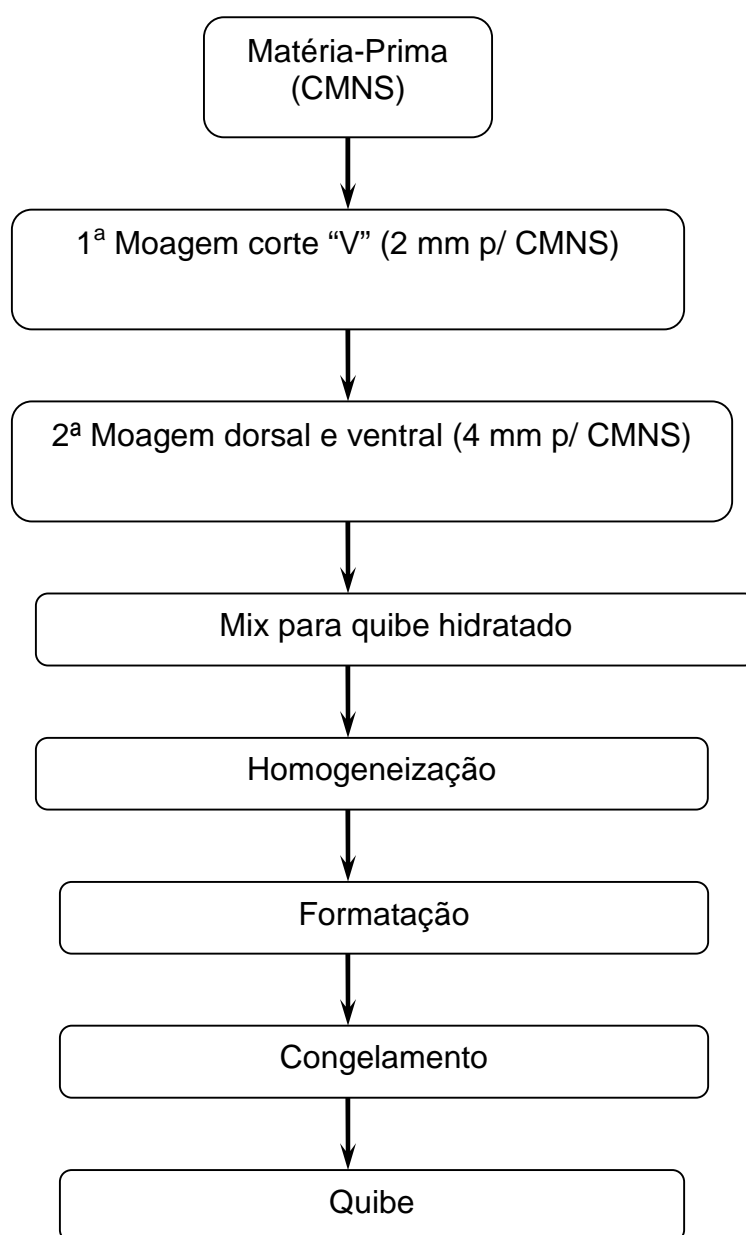 Matéria-Prima
(CMNS)
1ª Moagem corte “V” (2 mm p/ CMNS)
2ª Moagem dorsal e ventral (4 mm p/ CMNS)
Mix para quibe hidratado
Homogeneização
Formatação
Congelamento
Quibe